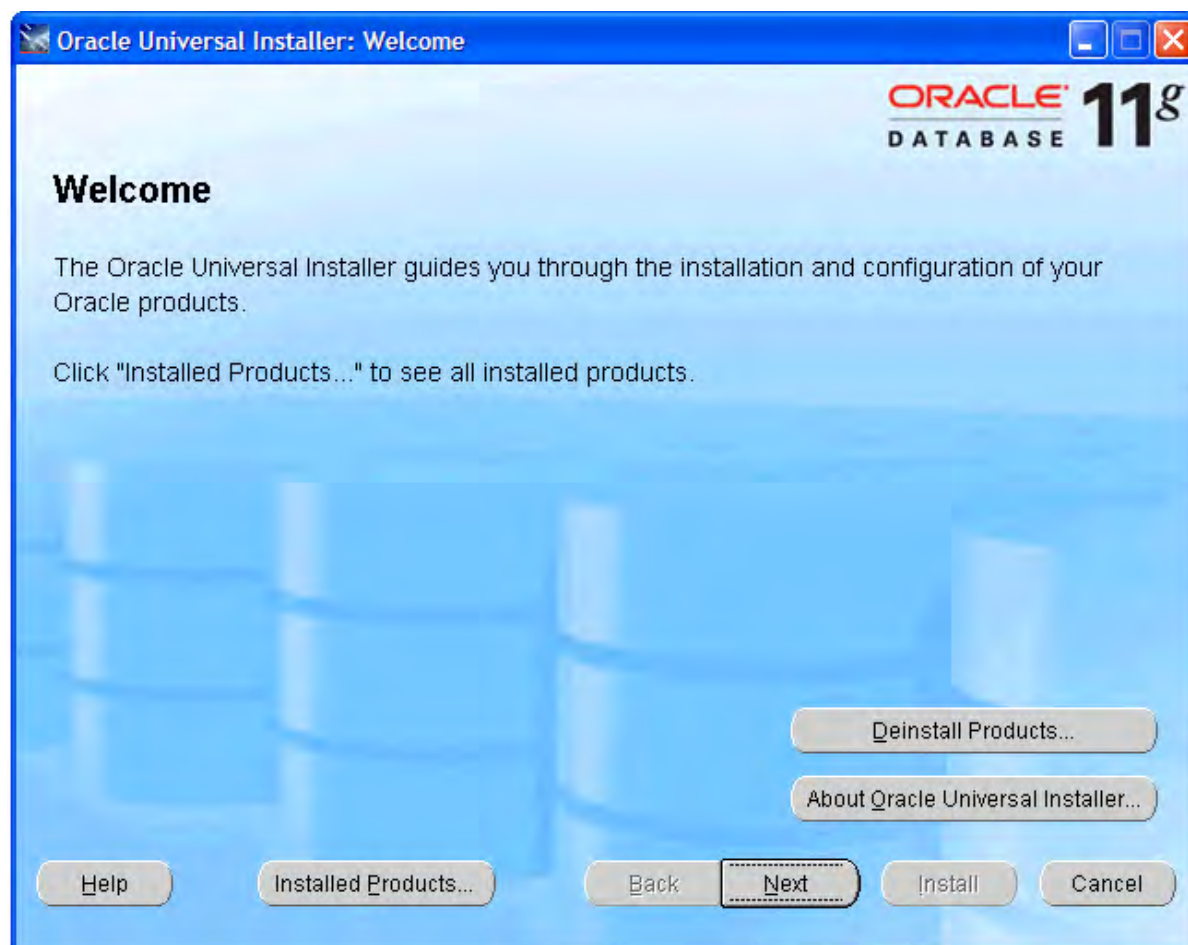 Oracle Universal Installer: Welcome
ORACLE
DATABASE
11g
Welcome
The Oracle Universal Installer guides you through the installation and configuration of your
Oracle products.
Click "Installed Products..." to see all installed products.
Deinstall Products...
About Oracle Universal Installer...
Help
Installed Products...
Back
Next
Install
Cancel